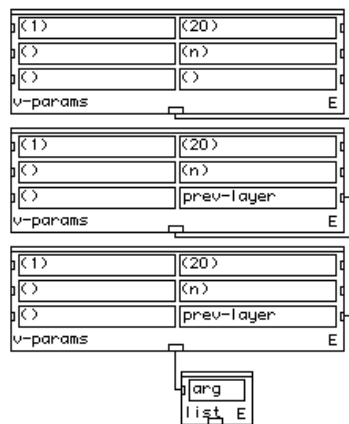 (1) (20)
() (n)
() ()
v-params E
(1) (20)
() (n)
() prev-layer
v-params E
(1) (20)
() (n)
() prev-layer
v-params E
arg
list E